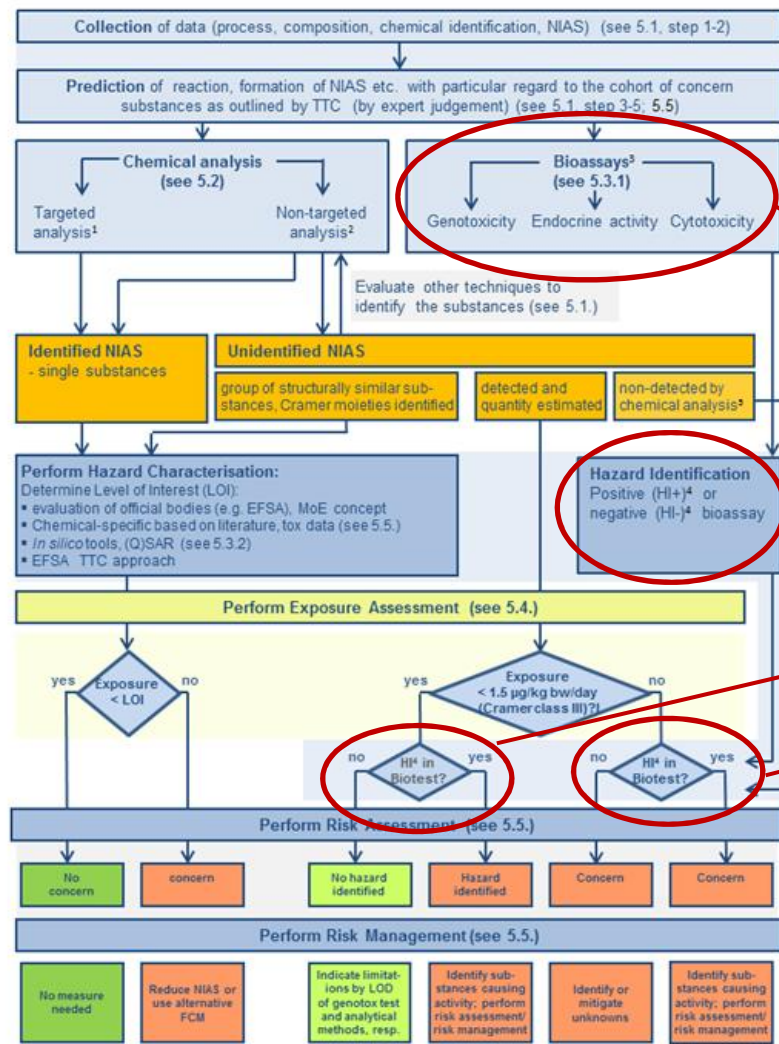 Collection of data (process, composition, chemical identification, NIAS) (see 5.1, step 1-2)
Prediction of reaction, formation of NIAS etc. with particular regard to the cohort of concern
substances as outlined by TTC (by expert judgement) (see 5.1, step 3-5; 5.5)
Chemical analysis
(see 5.2)
Targeted
analysis¹
Non-targeted
analysis²
Bioassays³
(see 5.3.1)
Genotoxicity
Endocrine activity
Cytotoxicity
Evaluate other techniques to
identify the substances (see 5.1.)
Identified NIAS
- single substances
Unidentified NIAS
group of structurally similar sub-
stances, Cramer moieties identified
detected and
quantity estimated
non-detected by
chemical analysis³
Perform Hazard Characterisation:
Determine Level of Interest (LOI):
▪ evaluation of official bodies (e.g. EFSA), MoE concept
▪ Chemical-specific based on literature, tox data (see 5.5.)
▪ In silico tools, (Q)SAR (see 5.3.2)
▪ EFSA TTC approach
Hazard Identification
Positive (HI+)⁴ or
negative (HI-)⁴ bioassay
Perform Exposure Assessment (see 5.4.)
yes
Exposure
< LOI
no
yes
Exposure
< 1.5 µg/kg bw/day
(Cramer class III)?
no
no
HI⁴ in
Biotest?
yes
no
HI⁴ in
Biotest?
yes
Perform Risk Assessment (see 5.5.)
No
concern
concern
No hazard
identified
Hazard
identified
Concern
Concern
Perform Risk Management (see 5.5.)
No measure
needed
Reduce NIAS or
use alternative
FCM
Indicate limitat-
ions by LOD
of genotox test
and analytical
methods, resp.
Identify sub-
stances causing
activity; perform
risk assessment/
risk management
Identify or
mitigate
unknowns
Identify sub-
stances causing
activity; perform
risk assessment/
risk management